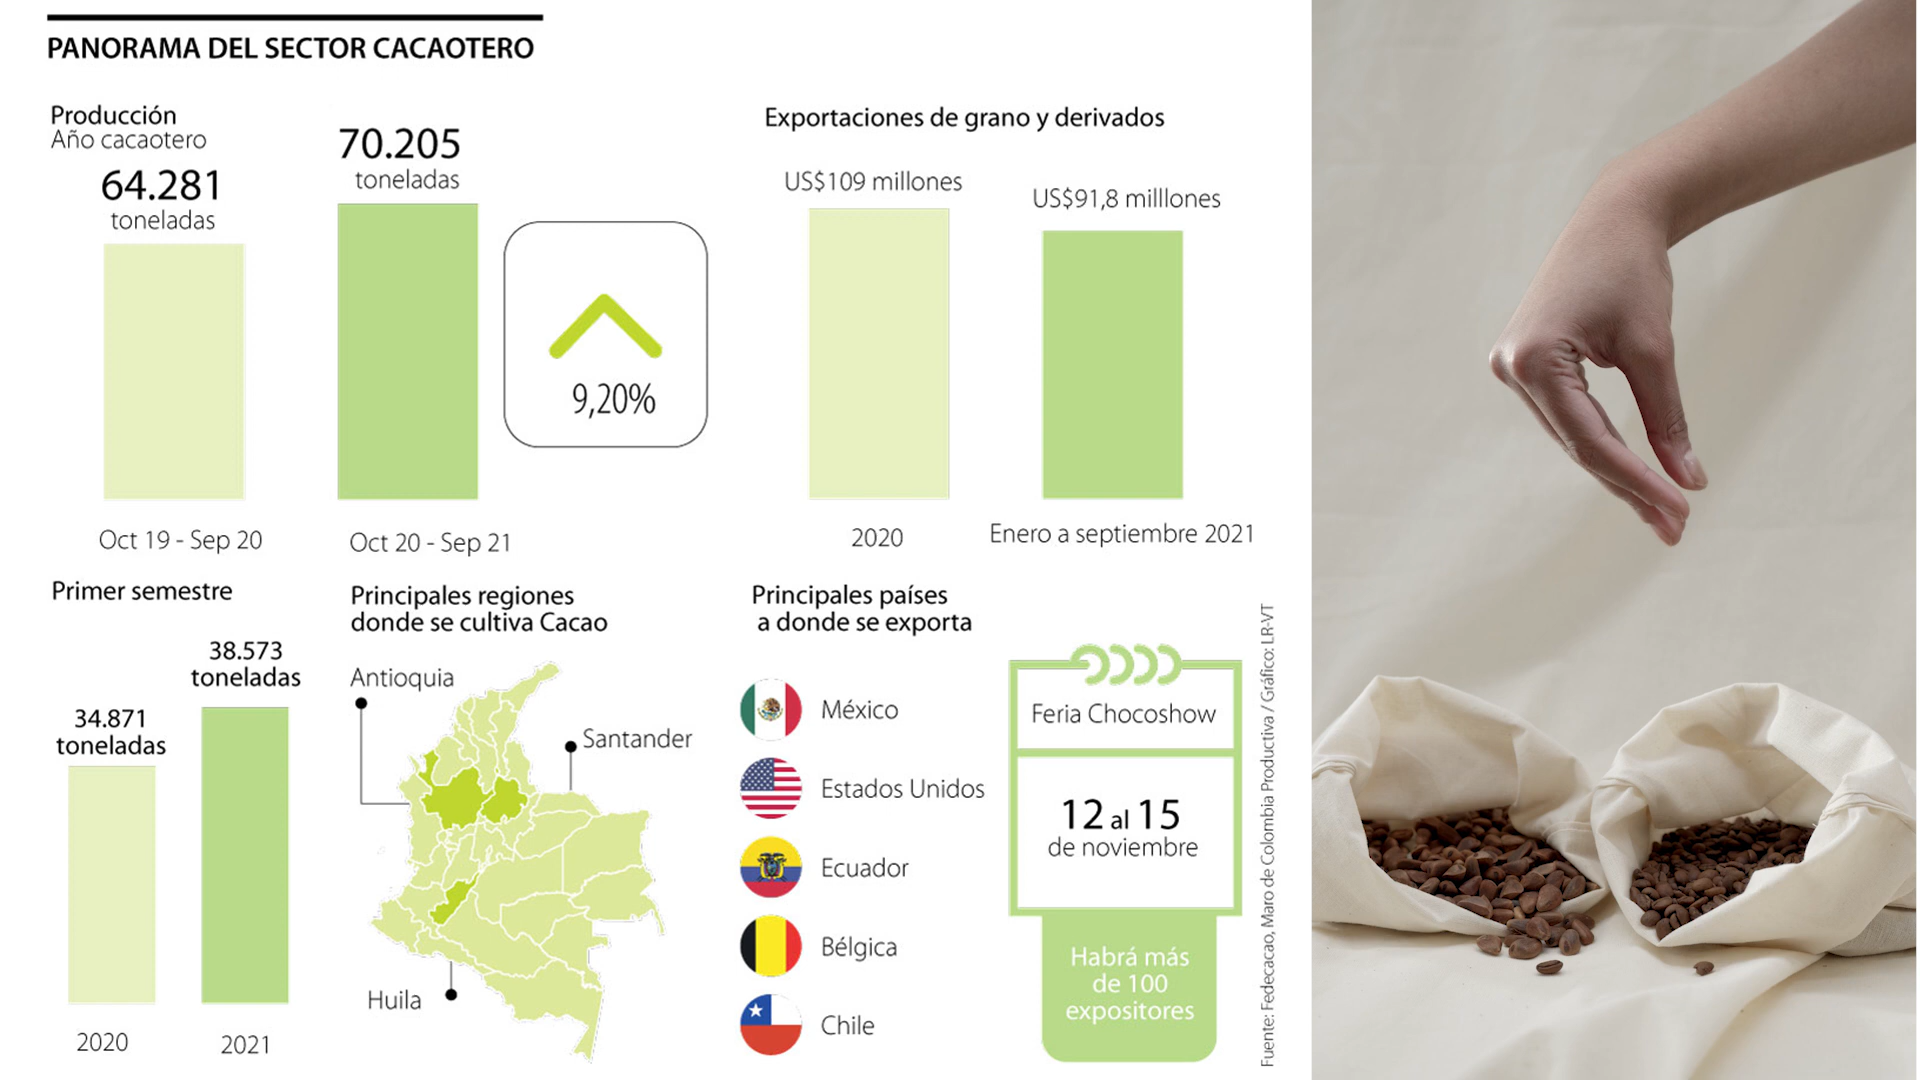 PANORAMA DEL SECTOR CACAOTERO
Producción
Año cacaotero
64.281
toneladas
70.205
toneladas
9,20%
Oct 19 - Sep 20
Oct 20 - Sep 21
Exportaciones de grano y derivados
US$109 millones
US$91,8 milllones
2020
Enero a septiembre 2021
Primer semestre
34.871
toneladas
38.573
toneladas
2020
2021
Principales regiones
donde se cultiva Cacao
Antioquia
Santander
Huila
Principales países
a donde se exporta
México
Estados Unidos
Ecuador
Bélgica
Chile
Feria Chocoshow
12 al 15
de noviembre
Habrá más
de 100
expositores
Fuente: Fedecacao, Maro de Colombia Productiva / Gráfico: LR-VT